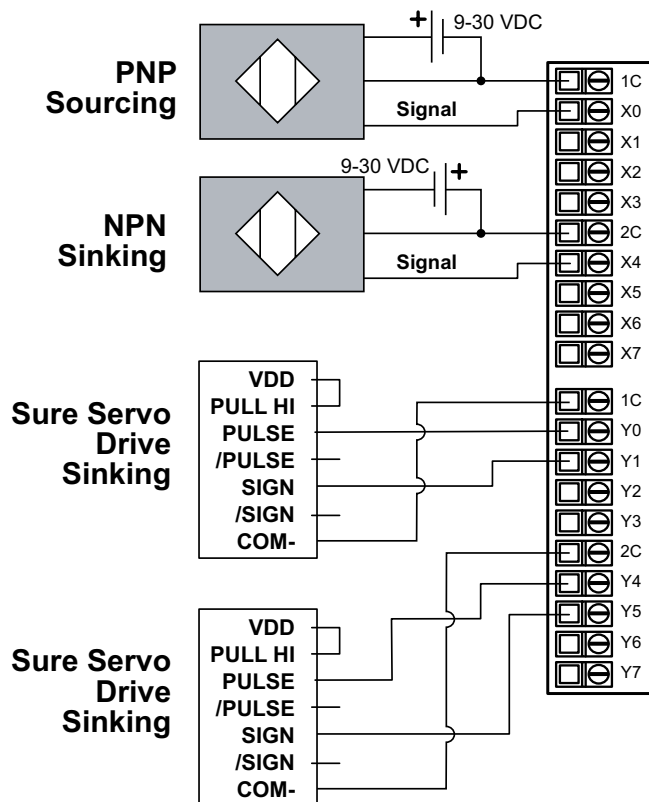 PNP
Sourcing
+
9-30 VDC
Signal
NPN
Sinking
9-30 VDC
+
Signal
1C
X0
X1
X2
X3
2C
X4
X5
X6
X7
Sure Servo
Drive
Sinking
VDD
PULL HI
PULSE
/PULSE
SIGN
/SIGN
COM-
1C
Y0
Y1
Y2
Y3
2C
Y4
Y5
Y6
Y7
Sure Servo
Drive
Sinking
VDD
PULL HI
PULSE
/PULSE
SIGN
/SIGN
COM-